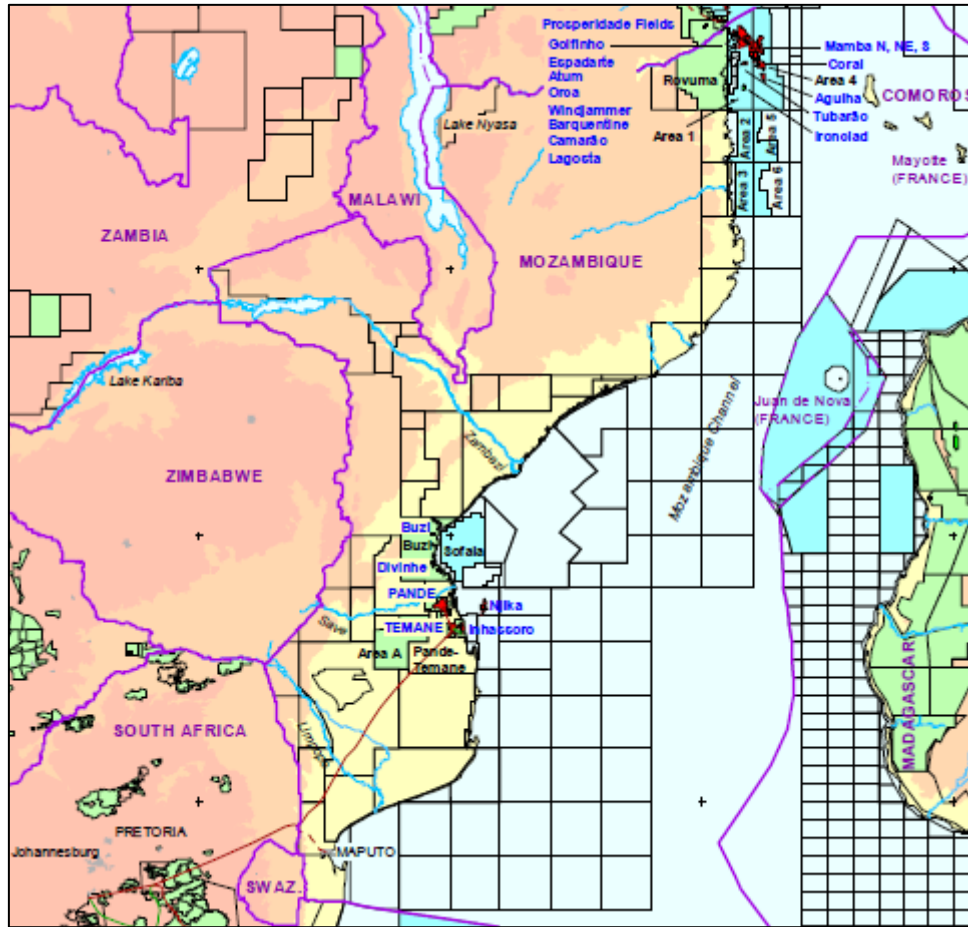 Prosperidade Fields
Golfinho
Espadarte
Atum
Oroa
Windjammer
Barquentine
Camarão
Lagosta
Mamba N, NE, S
Coral
Area 4
Agulha
Tubarão
Ironolad
Rovuma
Area 1
Area 2
Area 5
Area 3
Area 6
COMOROS
Mayotte
(FRANCE)
Lake Nyasa
MALAWI
ZAMBIA
MOZAMBIQUE
Lake Kariba
Juan de Nova
(FRANCE)
Mozambique Channel
Zambezi
ZIMBABWE
Buzi
Buzi
Sofala
Divinhe
PANDE
Njika
TEMANE
Inhassoro
Save
Area A
Pande-
Temane
MADAGASCAR
SOUTH AFRICA
Limpopo
PRETORIA
Johannesburg
MAPUTO
SWAZ.